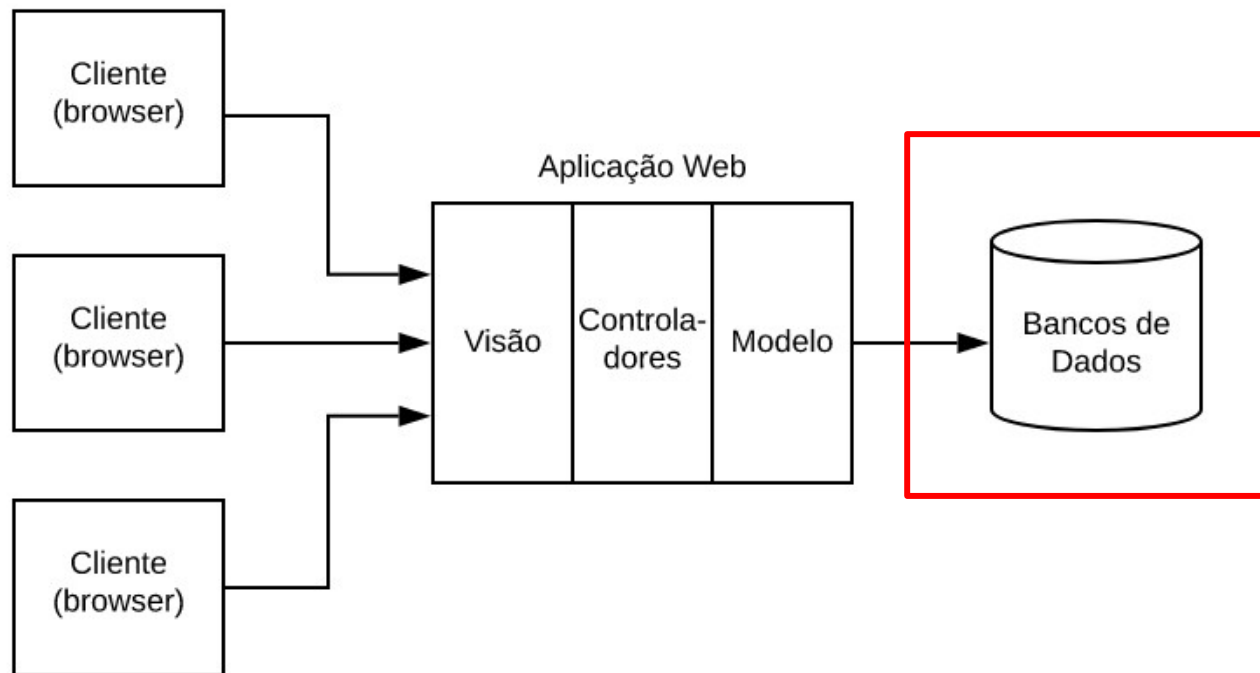 Cliente
(browser)
Aplicação Web
Cliente
(browser)
Visão
Controla-
dores
Modelo
Bancos de
Dados
Cliente
(browser)